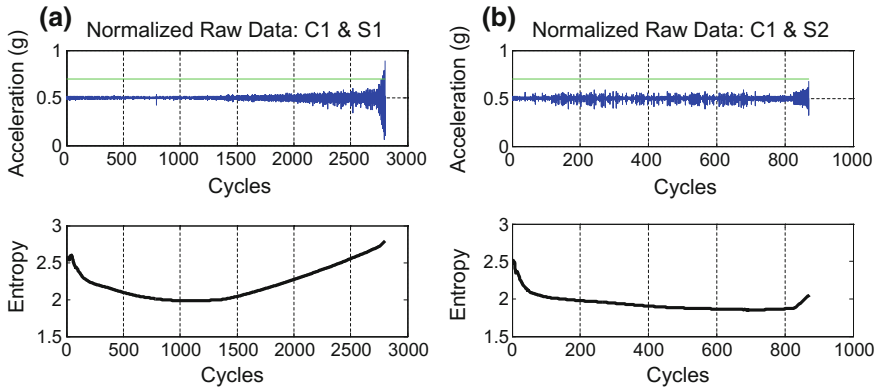 (a)
Normalized Raw Data: C1 & S1
Acceleration (g)
1
0.5
0
0 500 1000 1500 2000 2500 3000
Cycles
Entropy
3
2.5
2
1.5
0 500 1000 1500 2000 2500 3000
Cycles
(b)
Normalized Raw Data: C1 & S2
Acceleration (g)
1
0.5
0
0 200 400 600 800 1000
Cycles
Entropy
3
2.5
2
1.5
0 200 400 600 800 1000
Cycles